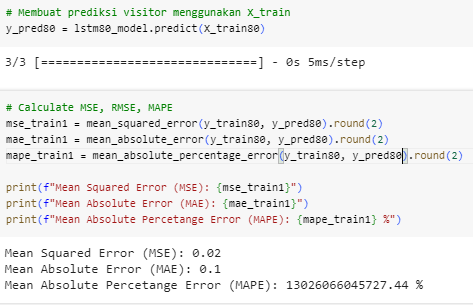 # Membuat prediksi visitor menggunakan X_train
y_pred80 = lstm80_model.predict(X_train80)
3/3 [==============================] - 0s 5ms/step
# Calculate MSE, RMSE, MAPE
mse_train1 = mean_squared_error(y_train80, y_pred80).round(2)
mae_train1 = mean_absolute_error(y_train80, y_pred80).round(2)
mape_train1 = mean_absolute_percentage_error(y_train80, y_pred80).round(2)
print(f"Mean Squared Error (MSE): {mse_train1}")
print(f"Mean Absolute Error (MAE): {mae_train1}")
print(f"Mean Absolute Percetange Error (MAPE): {mape_train1} %")
Mean Squared Error (MSE): 0.02
Mean Absolute Error (MAE): 0.1
Mean Absolute Percetange Error (MAPE): 13026066045727.44 %